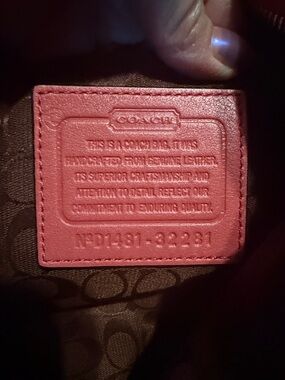 COACH
THIS IS A COACH BAG. IT WAS
HANDCRAFTED FROM GENUINE LEATHER.
ITS SUPERIOR CRAFTSMANSHIP AND
ATTENTION TO DETAIL REFLECT OUR
COMMITMENT TO ENDURING QUALITY.
Nº D1481-32231